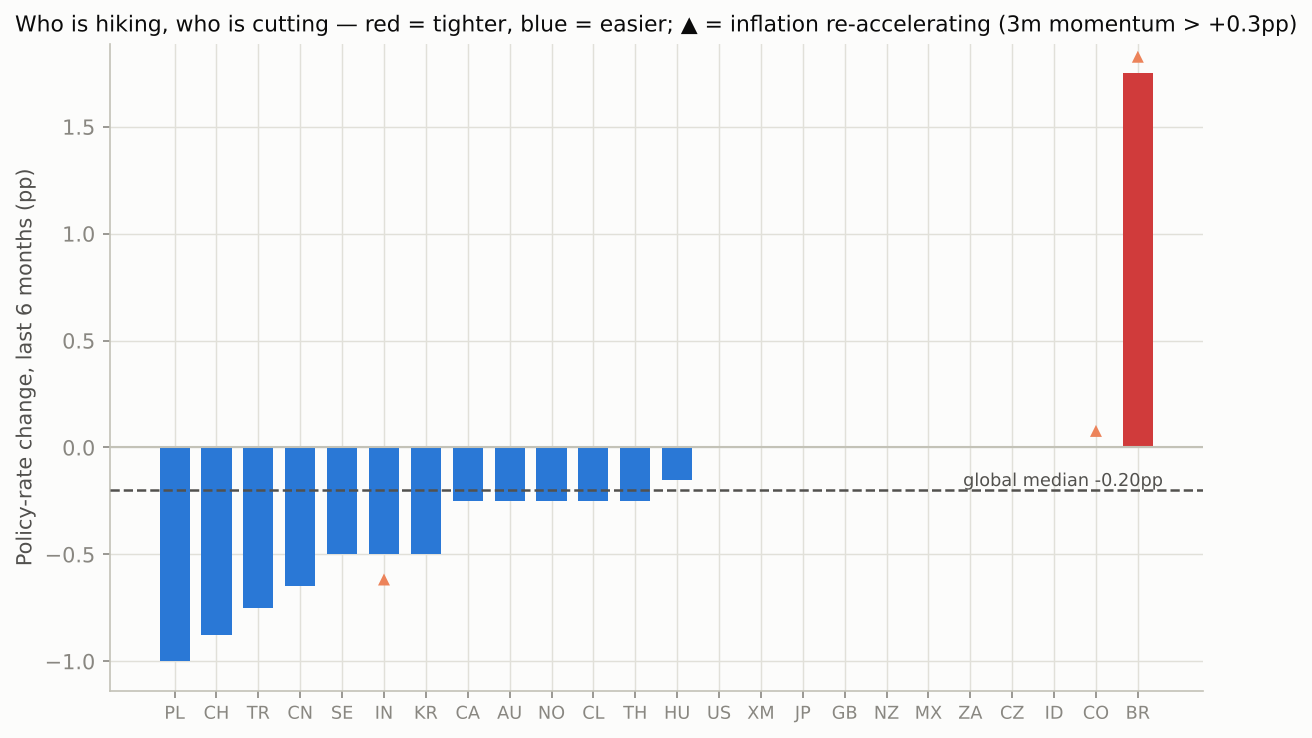 Who is hiking, who is cutting — red = tighter, blue = easier; ▲ = inflation re-accelerating (3m momentum > +0.3pp)
Policy-rate change, last 6 months (pp)
1.5
1.0
0.5
0.0
−0.5
−1.0
global median -0.20pp
PL CH TR CN SE IN KR CA AU NO CL TH HU US XM JP GB NZ MX ZA CZ ID CO BR